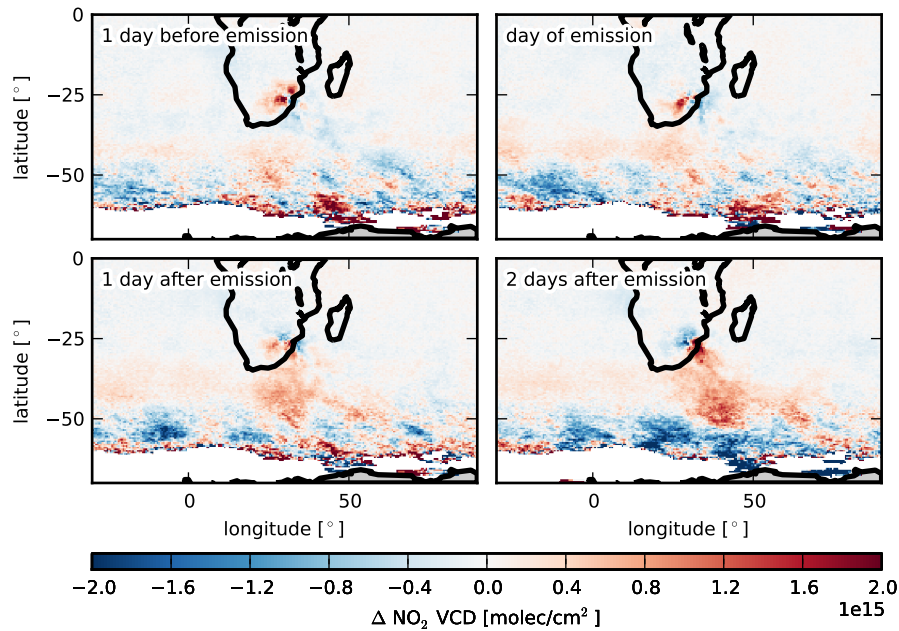 1 day before emission
day of emission
0
−25
−50
latitude [°]
1 day after emission
2 days after emission
0
−25
−50
latitude [°]
0
50
0
50
longitude [°]
longitude [°]
−2.0
−1.6
−1.2
−0.8
−0.4
0.0
0.4
0.8
1.2
1.6
2.0
1e15
Δ NO₂ VCD [molec/cm²]